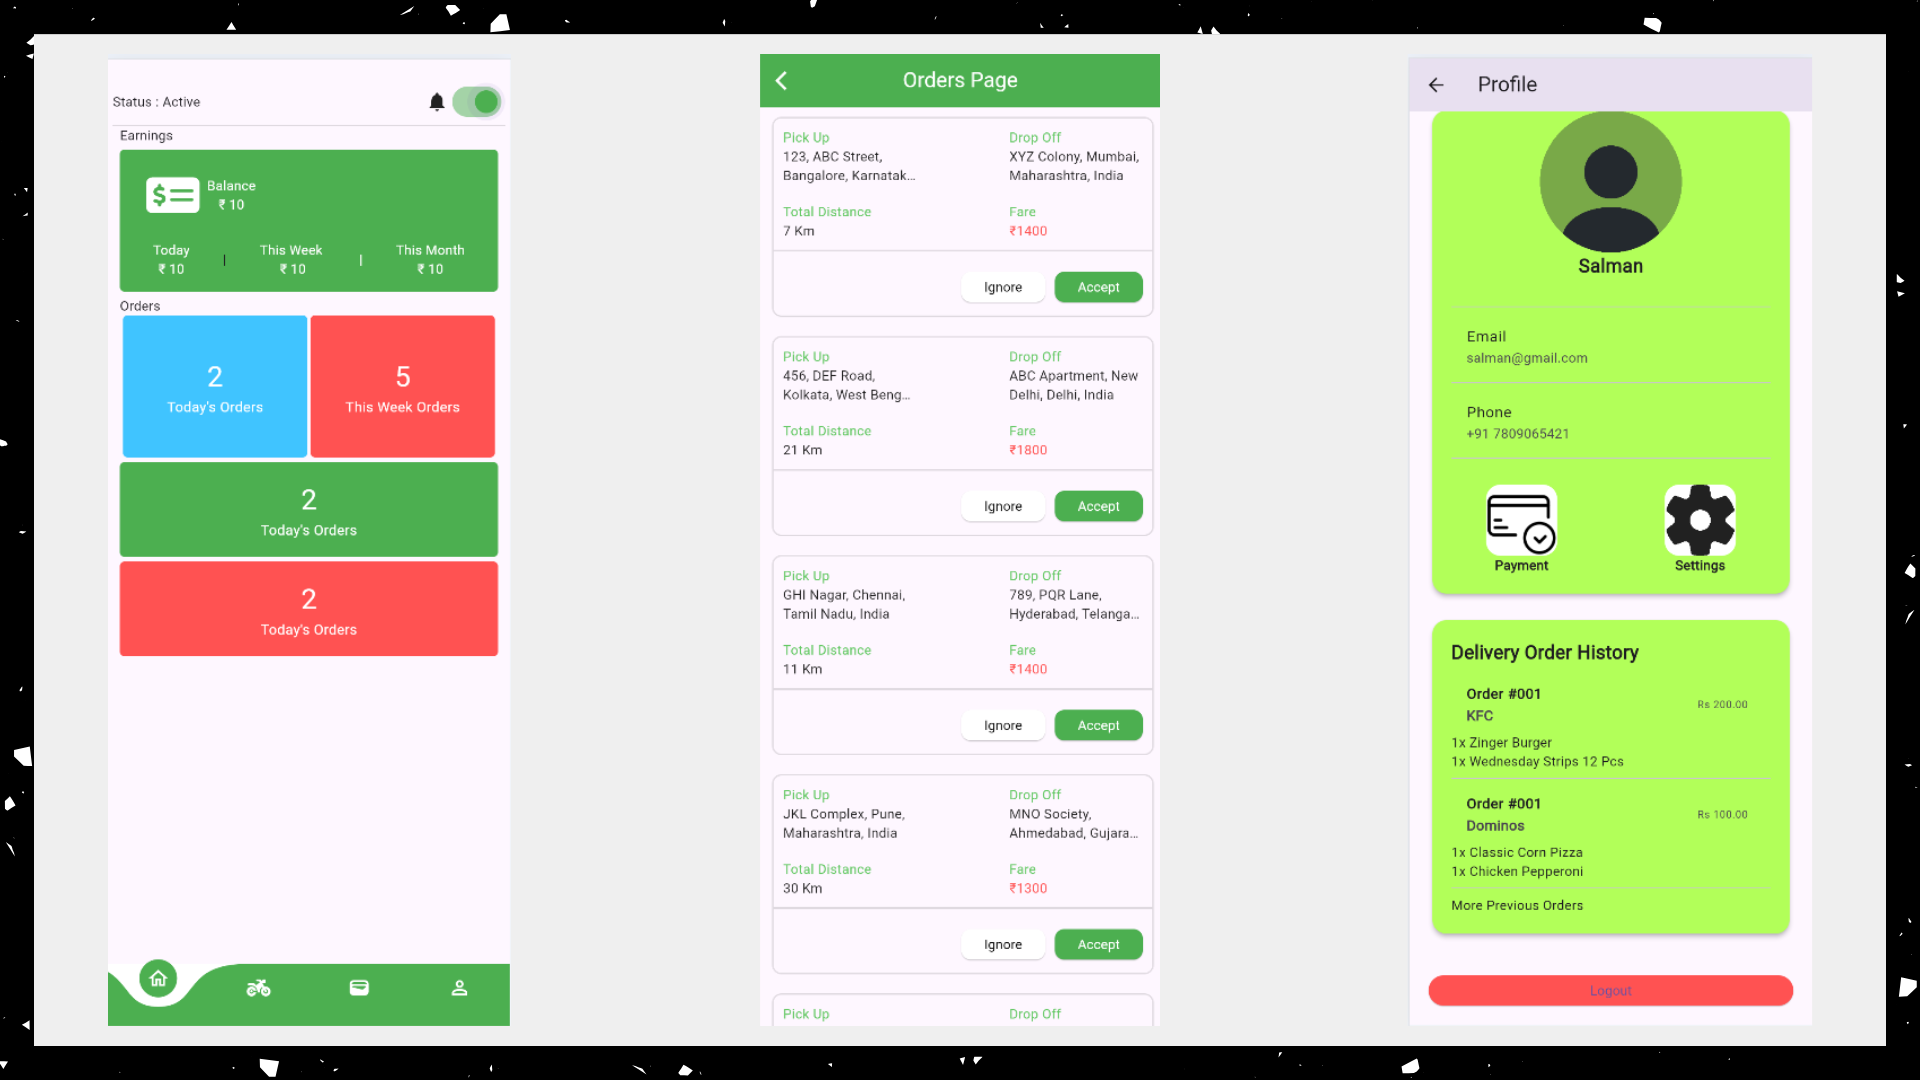 Status : Active
Earnings
Balance
₹ 10
Today
₹ 10
|
This Week
₹ 10
|
This Month
₹ 10
Orders
2
Today's Orders
5
This Week Orders
2
Today's Orders
2
Today's Orders
Orders Page
Pick Up
123, ABC Street,
Bangalore, Karnatak...
Drop Off
XYZ Colony, Mumbai,
Maharashtra, India
Total Distance
7 Km
Fare
₹1400
Ignore
Accept
Pick Up
456, DEF Road,
Kolkata, West Beng...
Drop Off
ABC Apartment, New
Delhi, Delhi, India
Total Distance
21 Km
Fare
₹1800
Ignore
Accept
Pick Up
GHI Nagar, Chennai,
Tamil Nadu, India
Drop Off
789, PQR Lane,
Hyderabad, Telanga...
Total Distance
11 Km
Fare
₹1400
Ignore
Accept
Pick Up
JKL Complex, Pune,
Maharashtra, India
Drop Off
MNO Society,
Ahmedabad, Gujara...
Total Distance
30 Km
Fare
₹1300
Ignore
Accept
Pick Up
Drop Off
Profile
Salman
Email
salman@gmail.com
Phone
+91 7809065421
Payment
Settings
Delivery Order History
Order #001
KFC
Rs 200.00
1x Zinger Burger
1x Wednesday Strips 12 Pcs
Order #001
Dominos
Rs 100.00
1x Classic Corn Pizza
1x Chicken Pepperoni
More Previous Orders
Logout